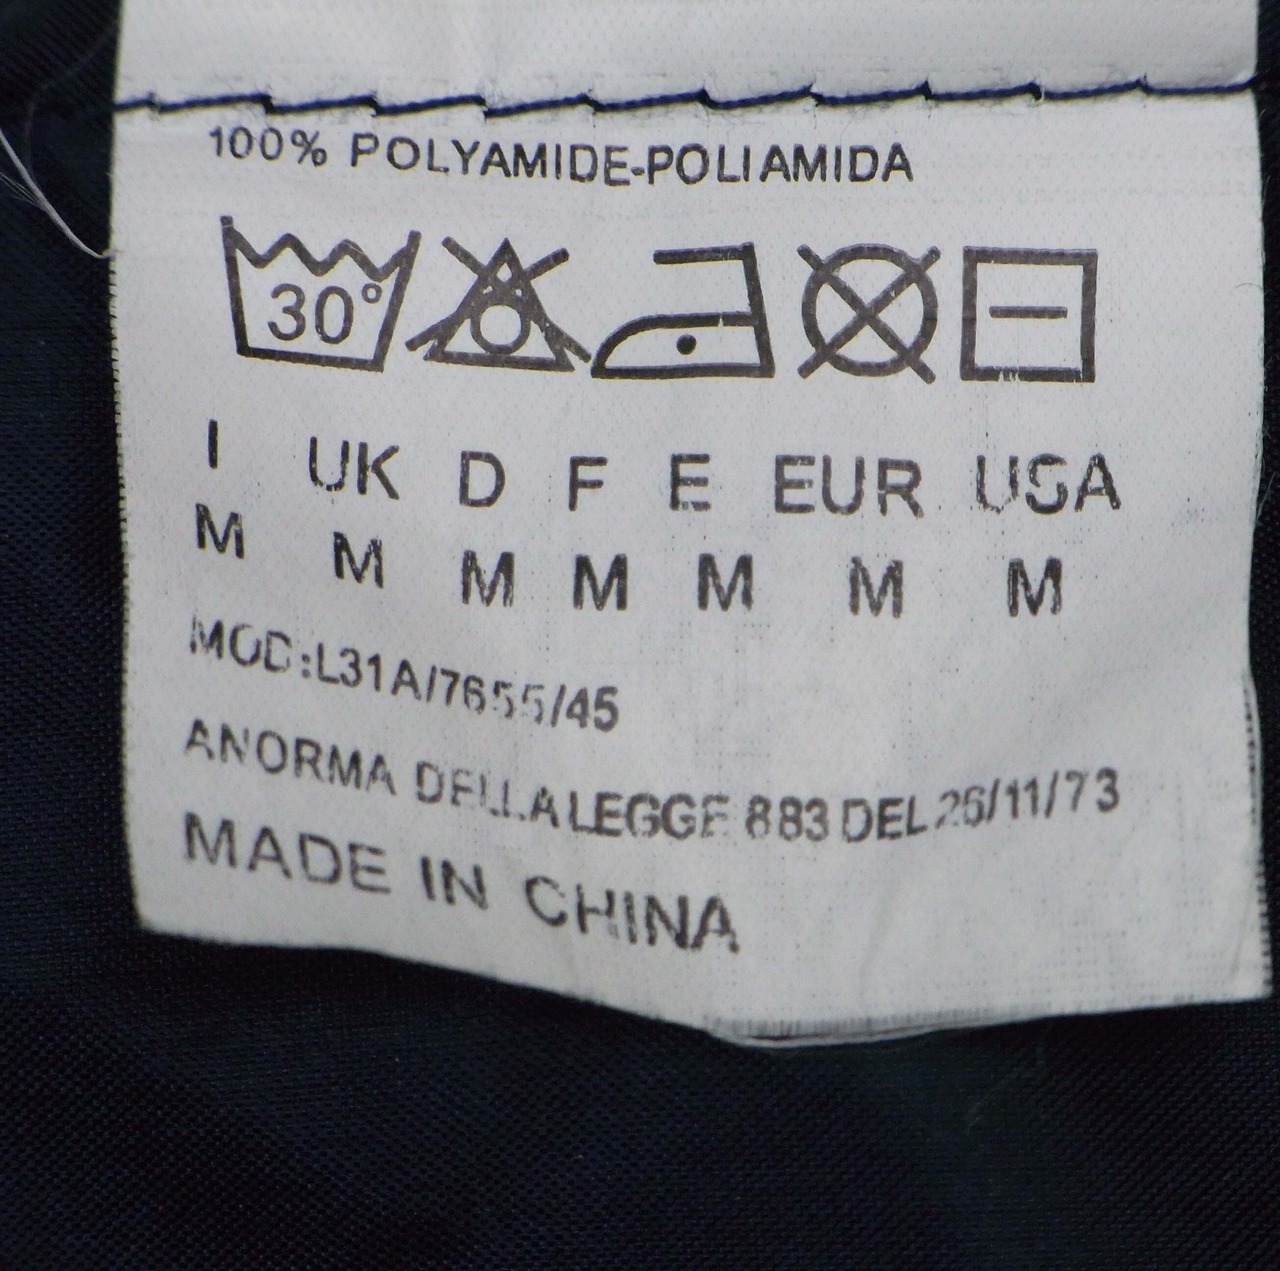 100% POLYAMIDE-POLIAMIDA
30°
I UK D F E EUR USA
M M M M M M M
MOD:L31A/7655/45
ANORMA DELLA LEGGE 883 DEL 26/11/73
MADE IN CHINA